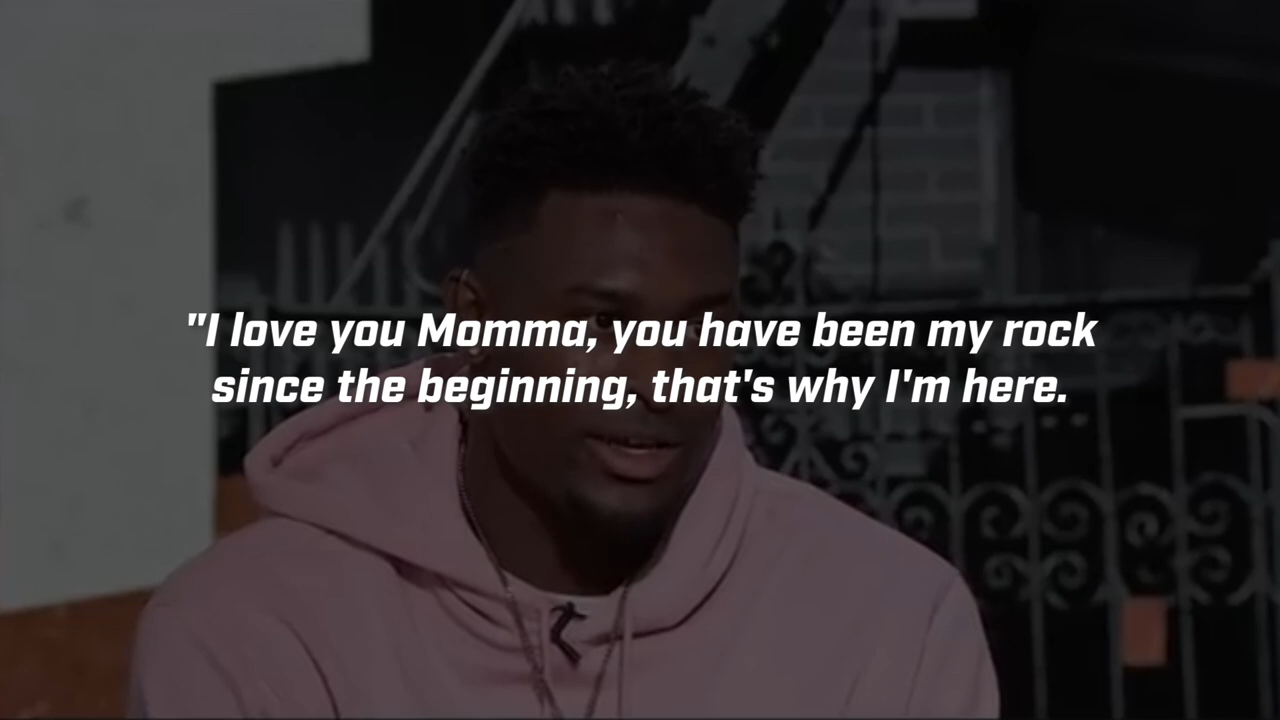 "I love you Momma, you have been my rock
since the beginning, that's why I'm here.